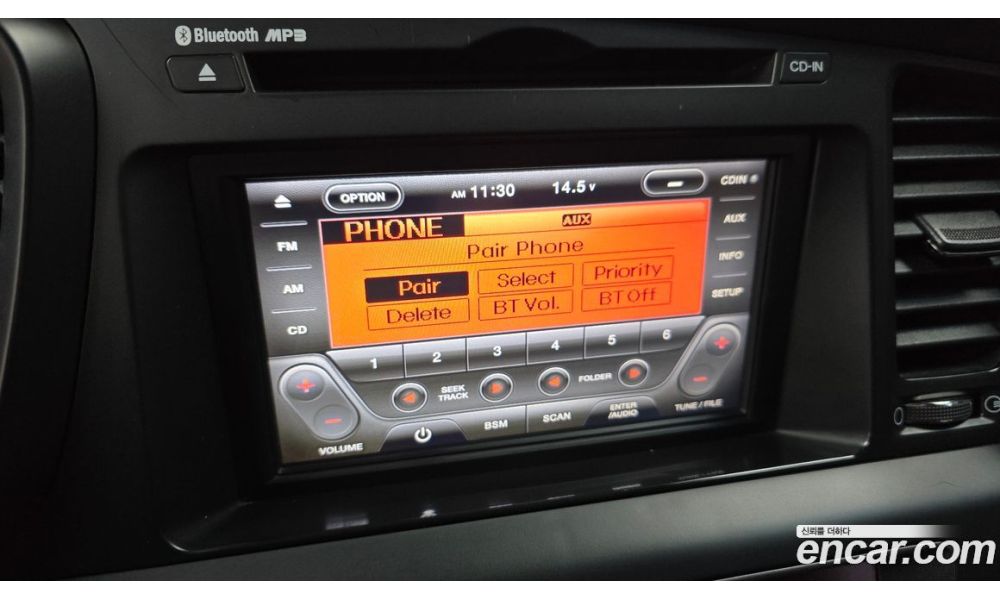 Bluetooth MP3
CD-IN
OPTION AM 11:30 14.5 v CDIN
PHONE AUX
FM AUX
Pair Phone
AM INFO
Pair Select Priority
CD SETUP
Delete BT Vol. BT Off
1 2 3 4 5 6
SEEK
TRACK
FOLDER
VOLUME BSM SCAN ENTER
/AUDIO
TUNE / FILE
신뢰를 더하다
encar.com